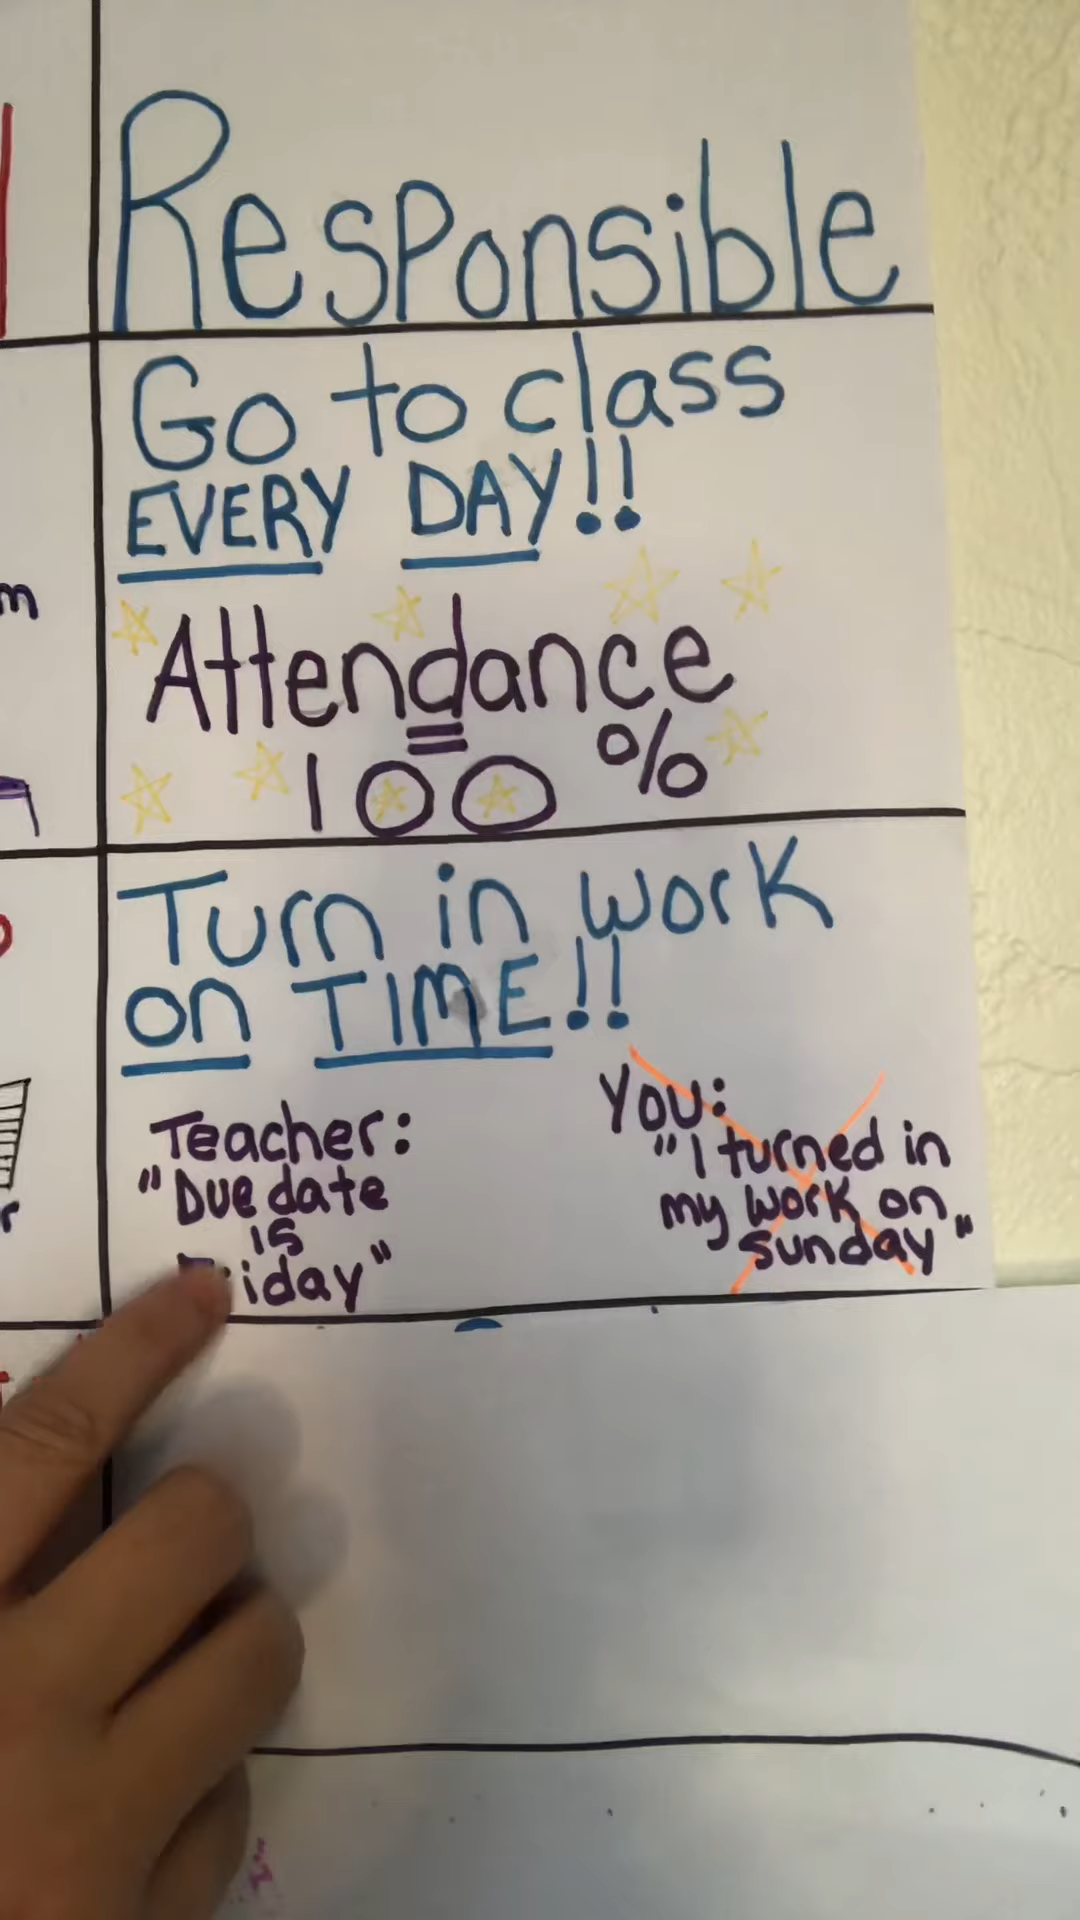 Responsible
Go to class
EVERY DAY!!
Attendance
100 %
Turn in work
on TIME!!
Teacher:
"Due date
is
Friday"
You:
"I turned in
my work on
sunday"
m
r